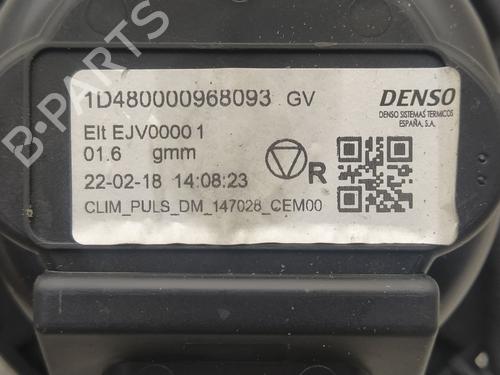 1D480000968093 GV
DENSO
DENSO SISTEMAS TERMICOS
ESPAÑA, S.A.
Elt EJV0000 1
01.6 gmm
R
22-02-18 14:08:23
CLIM_PULS_DM_147028_CEM00
B-PARTS